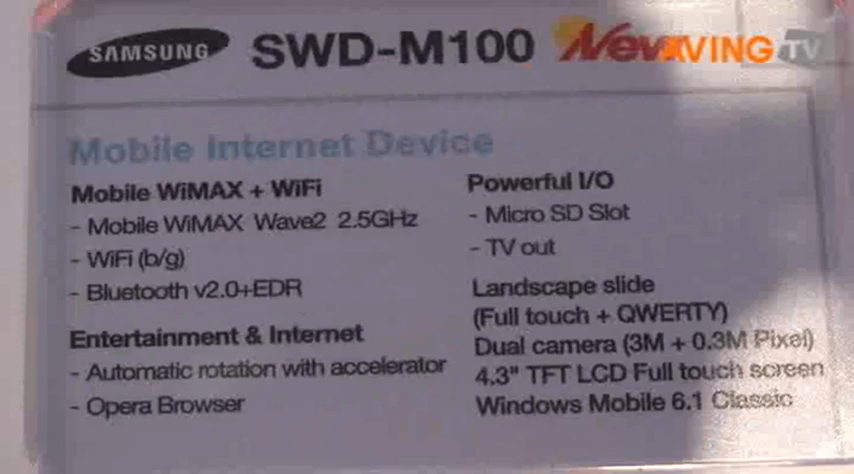 SAMSUNG SWD-M100
AVING TV
Mobile Internet Device
Mobile WiMAX + WiFi
- Mobile WiMAX Wave2 2.5GHz
- WiFi (b/g)
- Bluetooth v2.0+EDR
Entertainment & Internet
- Automatic rotation with accelerator
- Opera Browser
Powerful I/O
- Micro SD Slot
- TV out
Landscape slide
(Full touch + QWERTY)
Dual camera (3M + 0.3M Pixel)
4.3" TFT LCD Full touch screen
Windows Mobile 6.1 Classic